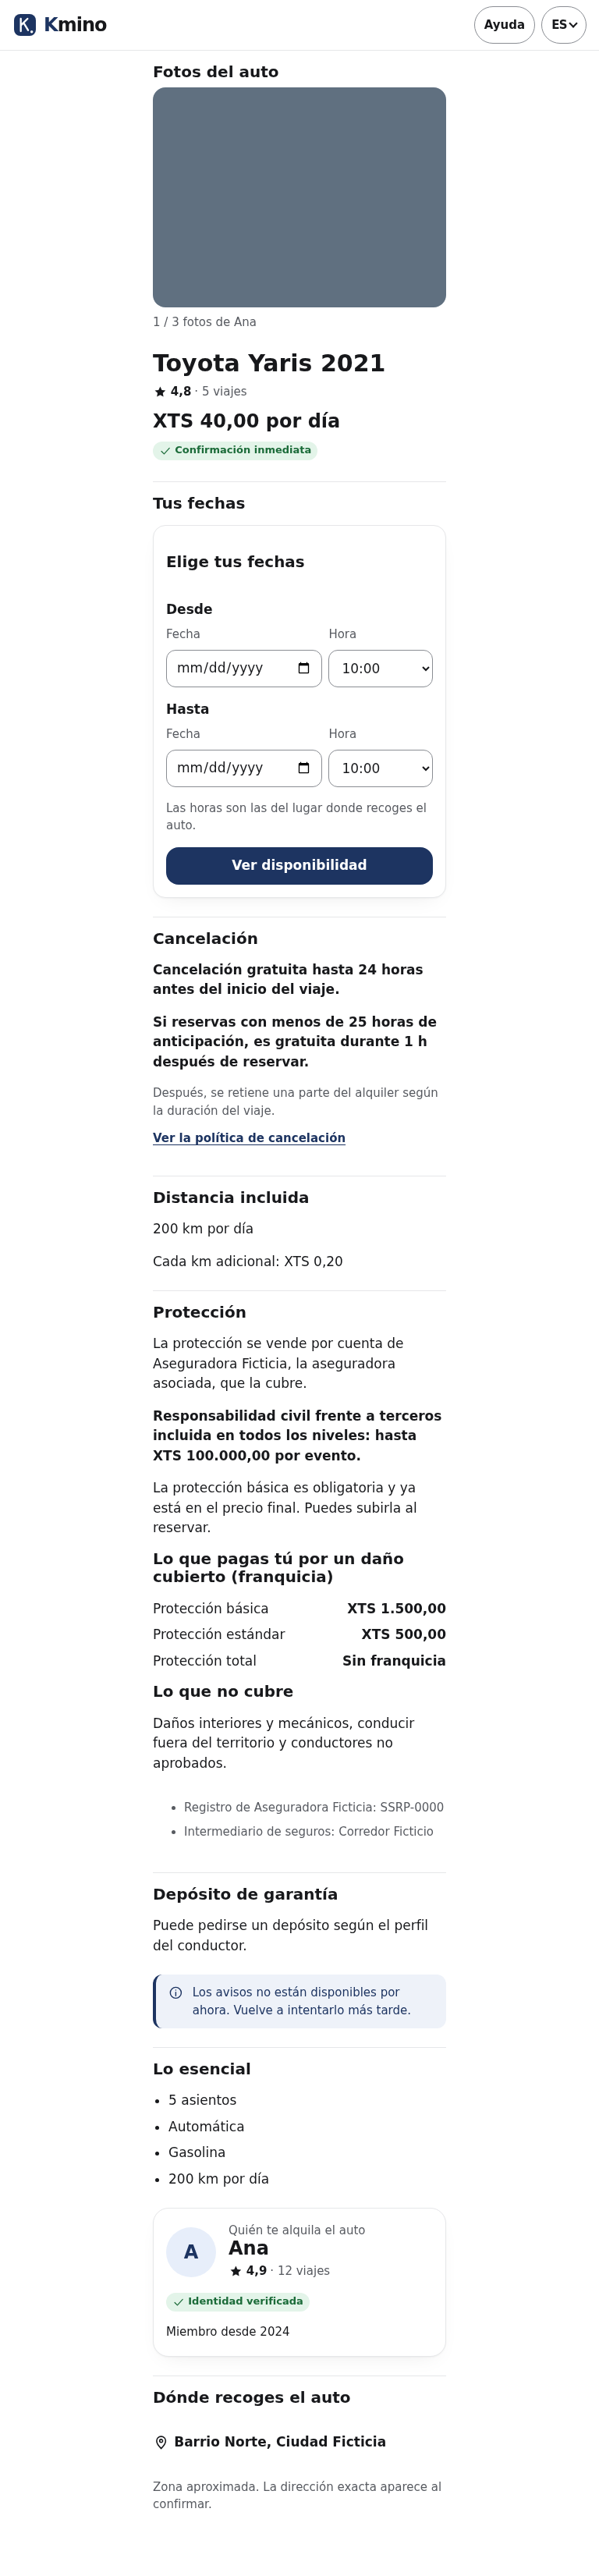 Kmino
Ayuda
ES
Fotos del auto
1 / 3 fotos de Ana
Toyota Yaris 2021
4,8 · 5 viajes
XTS 40,00 por día
Confirmación inmediata
Tus fechas
Elige tus fechas
Desde
Fecha
Hora
mm/dd/yyyy
10:00
Hasta
Fecha
Hora
mm/dd/yyyy
10:00
Las horas son las del lugar donde recoges el
auto.
Ver disponibilidad
Cancelación
Cancelación gratuita hasta 24 horas
antes del inicio del viaje.
Si reservas con menos de 25 horas de
anticipación, es gratuita durante 1 h
después de reservar.
Después, se retiene una parte del alquiler según
la duración del viaje.
Ver la política de cancelación
Distancia incluida
200 km por día
Cada km adicional: XTS 0,20
Protección
La protección se vende por cuenta de
Aseguradora Ficticia, la aseguradora
asociada, que la cubre.
Responsabilidad civil frente a terceros
incluida en todos los niveles: hasta
XTS 100.000,00 por evento.
La protección básica es obligatoria y ya
está en el precio final. Puedes subirla al
reservar.
Lo que pagas tú por un daño
cubierto (franquicia)
Protección básica XTS 1.500,00
Protección estándar XTS 500,00
Protección total Sin franquicia
Lo que no cubre
Daños interiores y mecánicos, conducir
fuera del territorio y conductores no
aprobados.
• Registro de Aseguradora Ficticia: SSRP-0000
• Intermediario de seguros: Corredor Ficticio
Depósito de garantía
Puede pedirse un depósito según el perfil
del conductor.
Los avisos no están disponibles por
ahora. Vuelve a intentarlo más tarde.
Lo esencial
• 5 asientos
• Automática
• Gasolina
• 200 km por día
A
Quién te alquila el auto
Ana
4,9 · 12 viajes
Identidad verificada
Miembro desde 2024
Dónde recoges el auto
Barrio Norte, Ciudad Ficticia
Zona aproximada. La dirección exacta aparece al
confirmar.